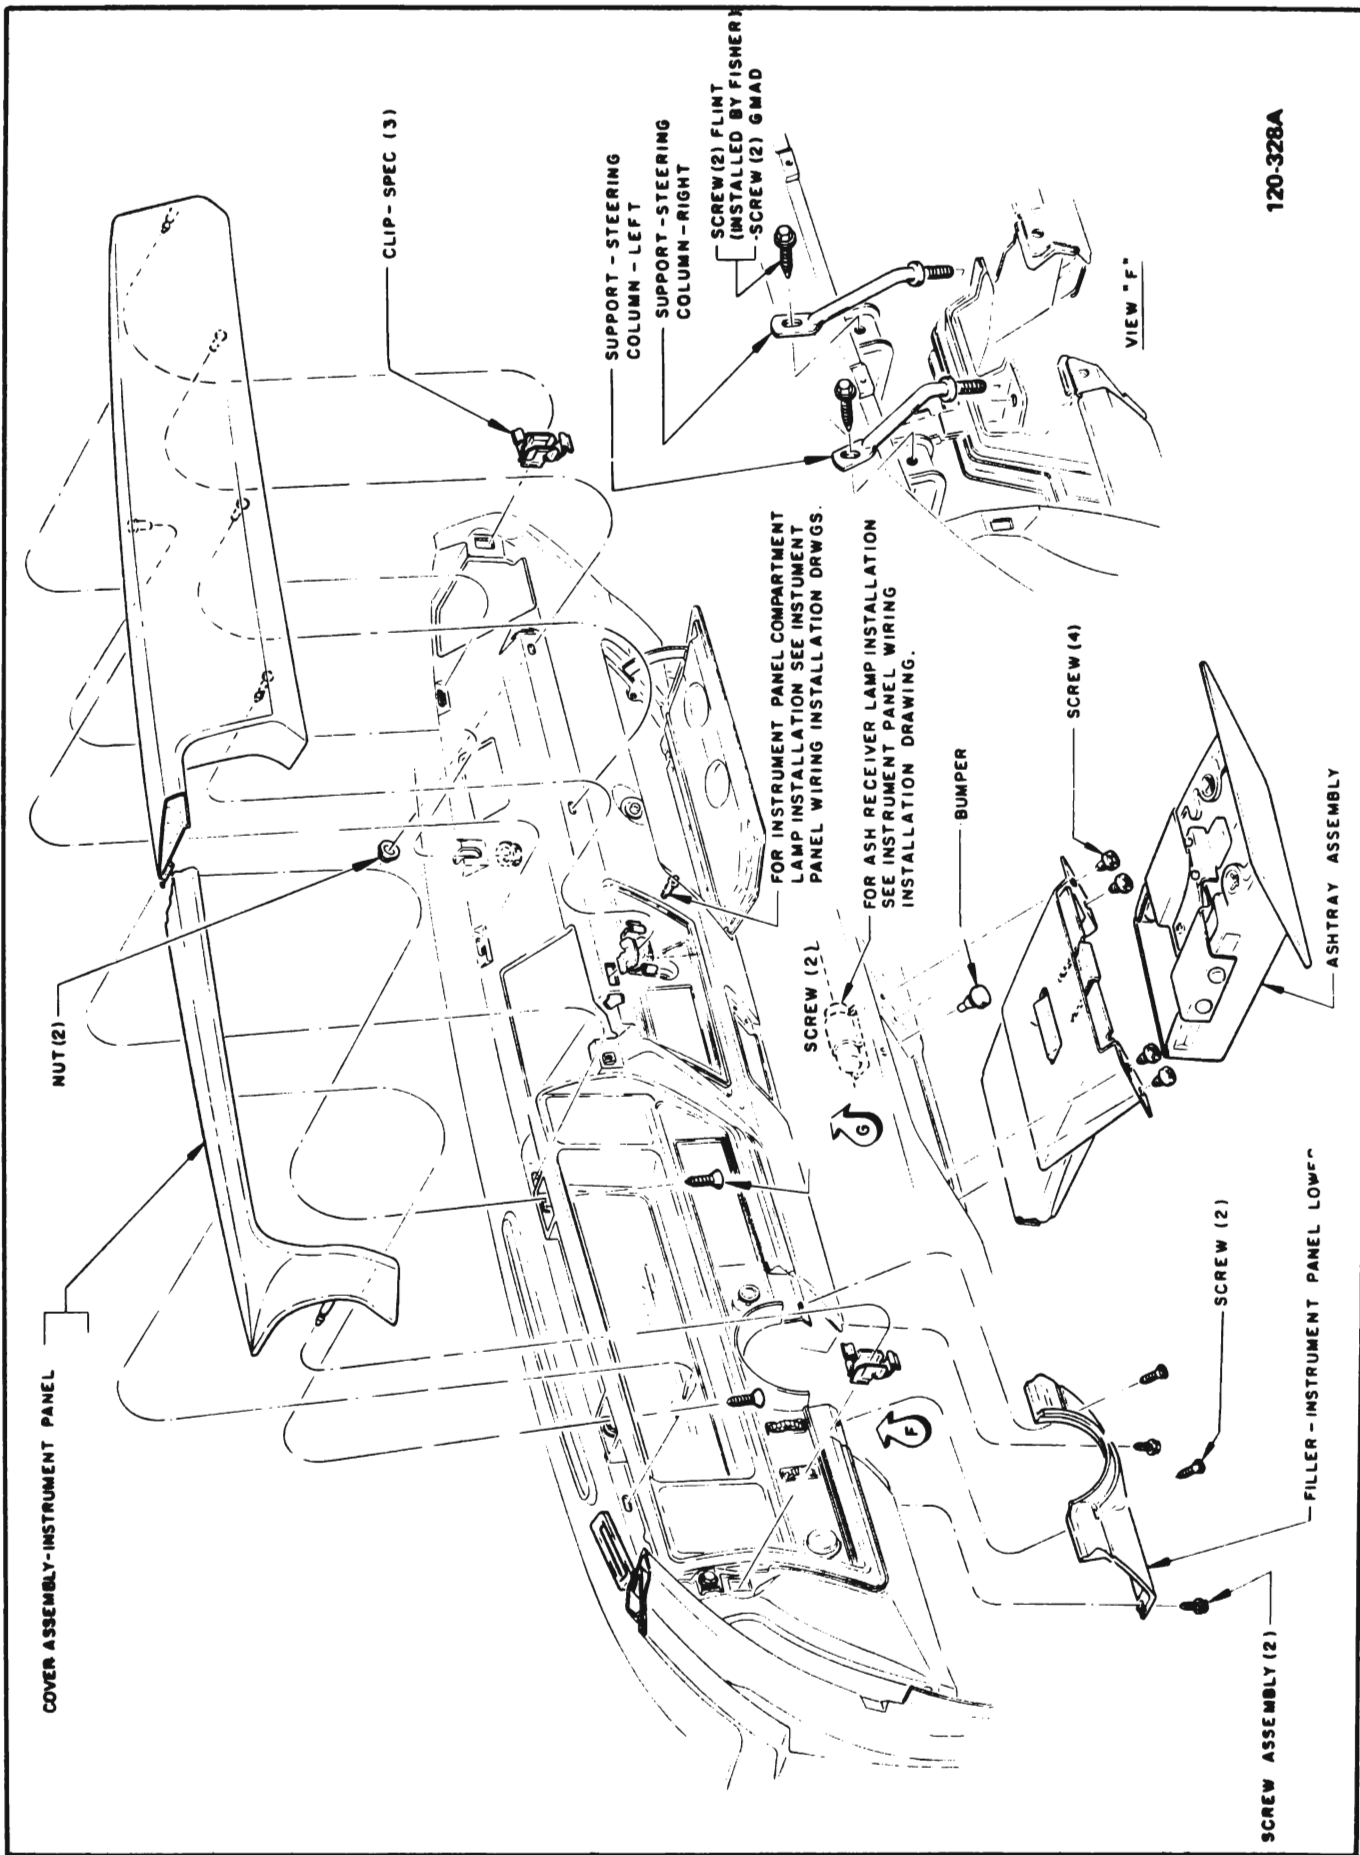 COVER ASSEMBLY-INSTRUMENT PANEL
NUT(2)
CLIP-SPEC (3)
SUPPORT-STEERING
COLUMN-LEFT
SUPPORT-STEERING
COLUMN-RIGHT
SCREW(2) FLINT
(INSTALLED BY FISHER)
-SCREW(2) GMAD
FOR INSTRUMENT PANEL COMPARTMENT
LAMP INSTALLATION SEE INSTUMENT
PANEL WIRING INSTALLATION DRWGS.
SCREW (2)
FOR ASH RECEIVER LAMP INSTALLATION
SEE INSTRUMENT PANEL WIRING
INSTALLATION DRAWING.
G
F
BUMPER
SCREW (4)
VIEW "F"
SCREW ASSEMBLY (2)
FILLER-INSTRUMENT PANEL LOWER
SCREW (2)
ASHTRAY ASSEMBLY
120-328A